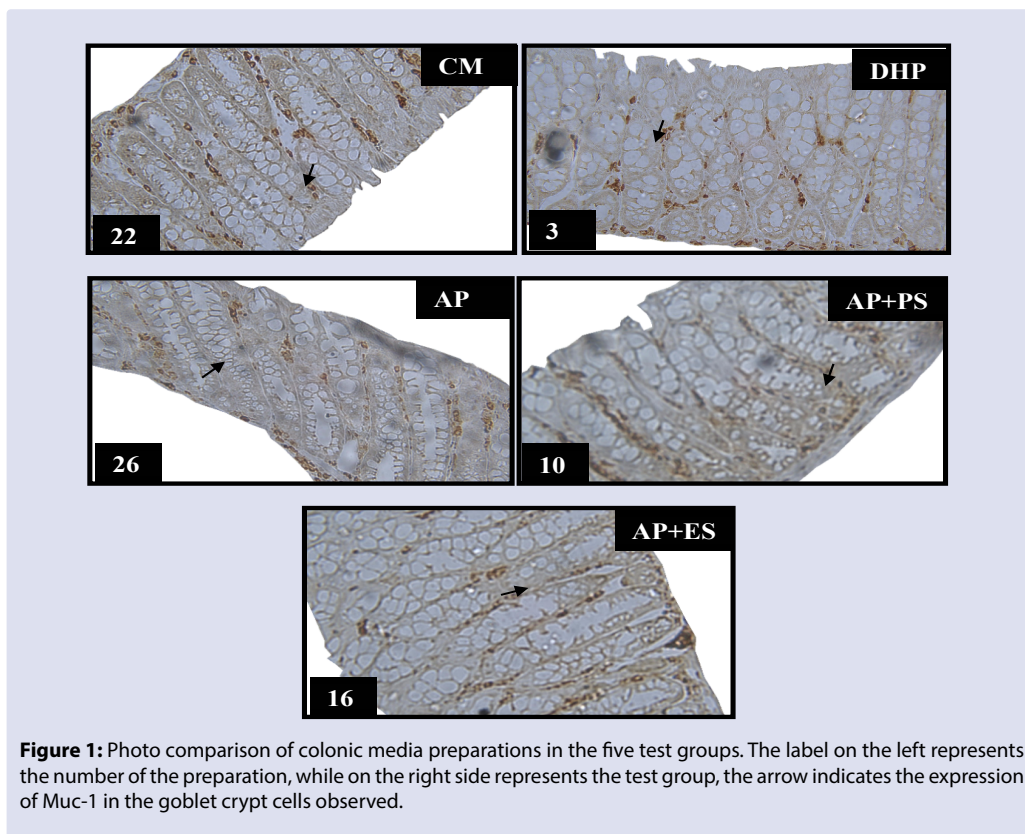 CM
22
DHP
3
AP
26
AP+PS
10
AP+ES
16
Figure 1: Photo comparison of colonic media preparations in the five test groups. The label on the left represents
the number of the preparation, while on the right side represents the test group, the arrow indicates the expression
of Muc-1 in the goblet crypt cells observed.